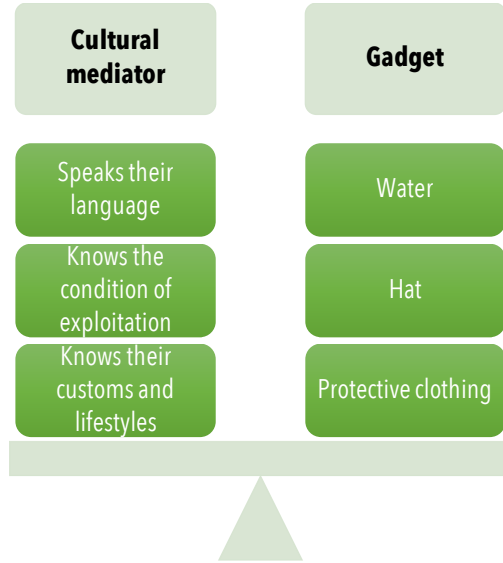 Cultural
mediator
Speaks their
language
Knows the
condition of
exploitation
Knows their
customs and
lifestyles
Gadget
Water
Hat
Protective clothing